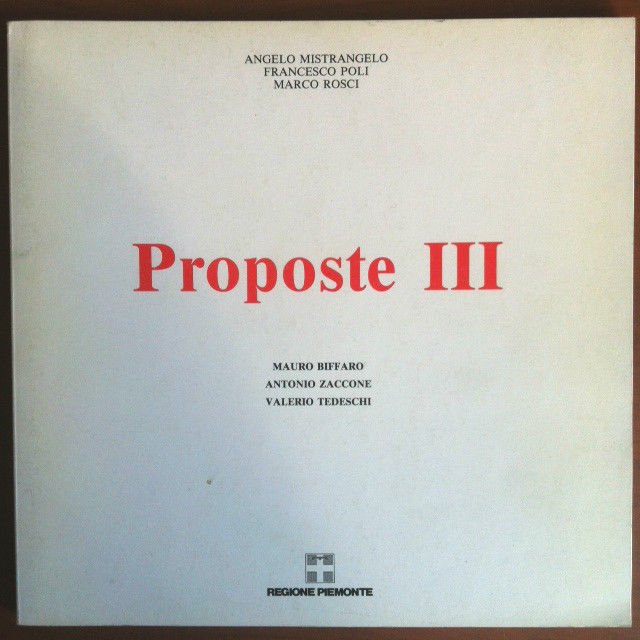 ANGELO MISTRANGELO
FRANCESCO POLI
MARCO ROSCI
Proposte III
MAURO BIFFARO
ANTONIO ZACCONE
VALERIO TEDESCHI
REGIONE PIEMONTE